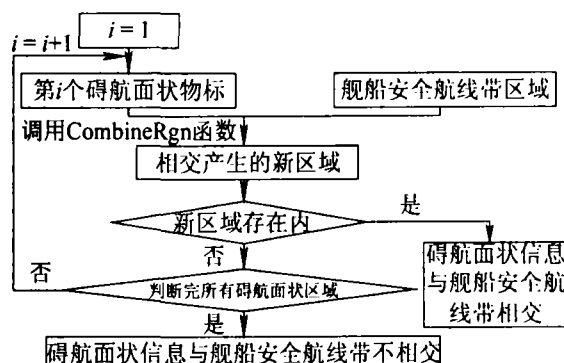 i = 1
i = i+1
第i个碍航面状物标
舰船安全航线带区域
调用CombineRgn函数
相交产生的新区域
新区域存在内
是
否
碍航面状信息
与舰船安全航
线带相交
否
判断完所有碍航面状区域
是
碍航面状信息与舰船安全航线带不相交